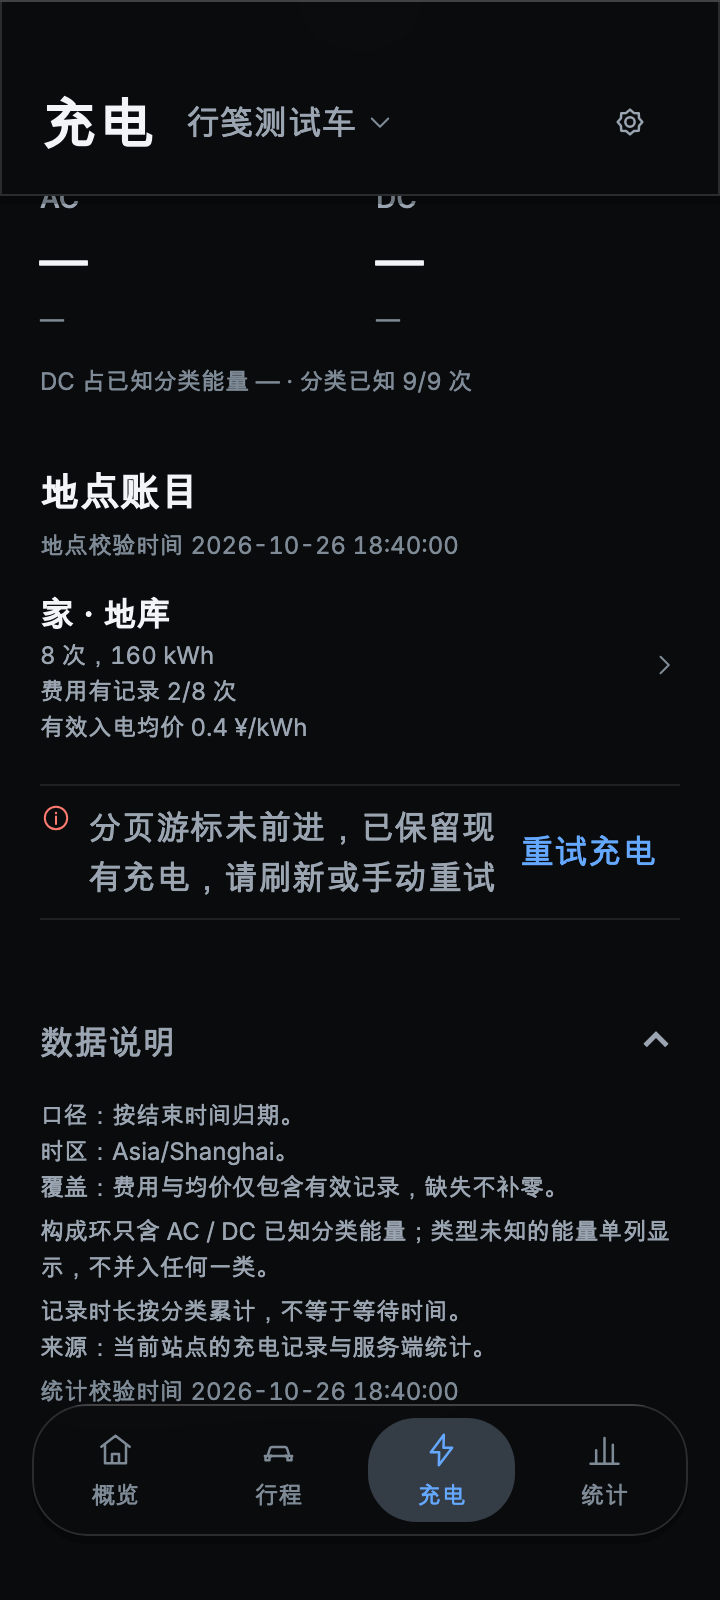 充电
行笺测试车
AC
DC
—
—
—
—
DC 占已知分类能量 — · 分类已知 9/9 次
地点账目
地点校验时间 2026-10-26 18:40:00
家 · 地库
8 次，160 kWh
费用有记录 2/8 次
有效入电均价 0.4 ¥/kWh
分页游标未前进，已保留现
有充电，请刷新或手动重试
重试充电
数据说明
口径：按结束时间归期。
时区：Asia/Shanghai。
覆盖：费用与均价仅包含有效记录，缺失不补零。
构成环只含 AC / DC 已知分类能量；类型未知的能量单列显
示，不并入任何一类。
记录时长按分类累计，不等于等待时间。
来源：当前站点的充电记录与服务端统计。
统计校验时间 2026-10-26 18:40:00
概览
行程
充电
统计